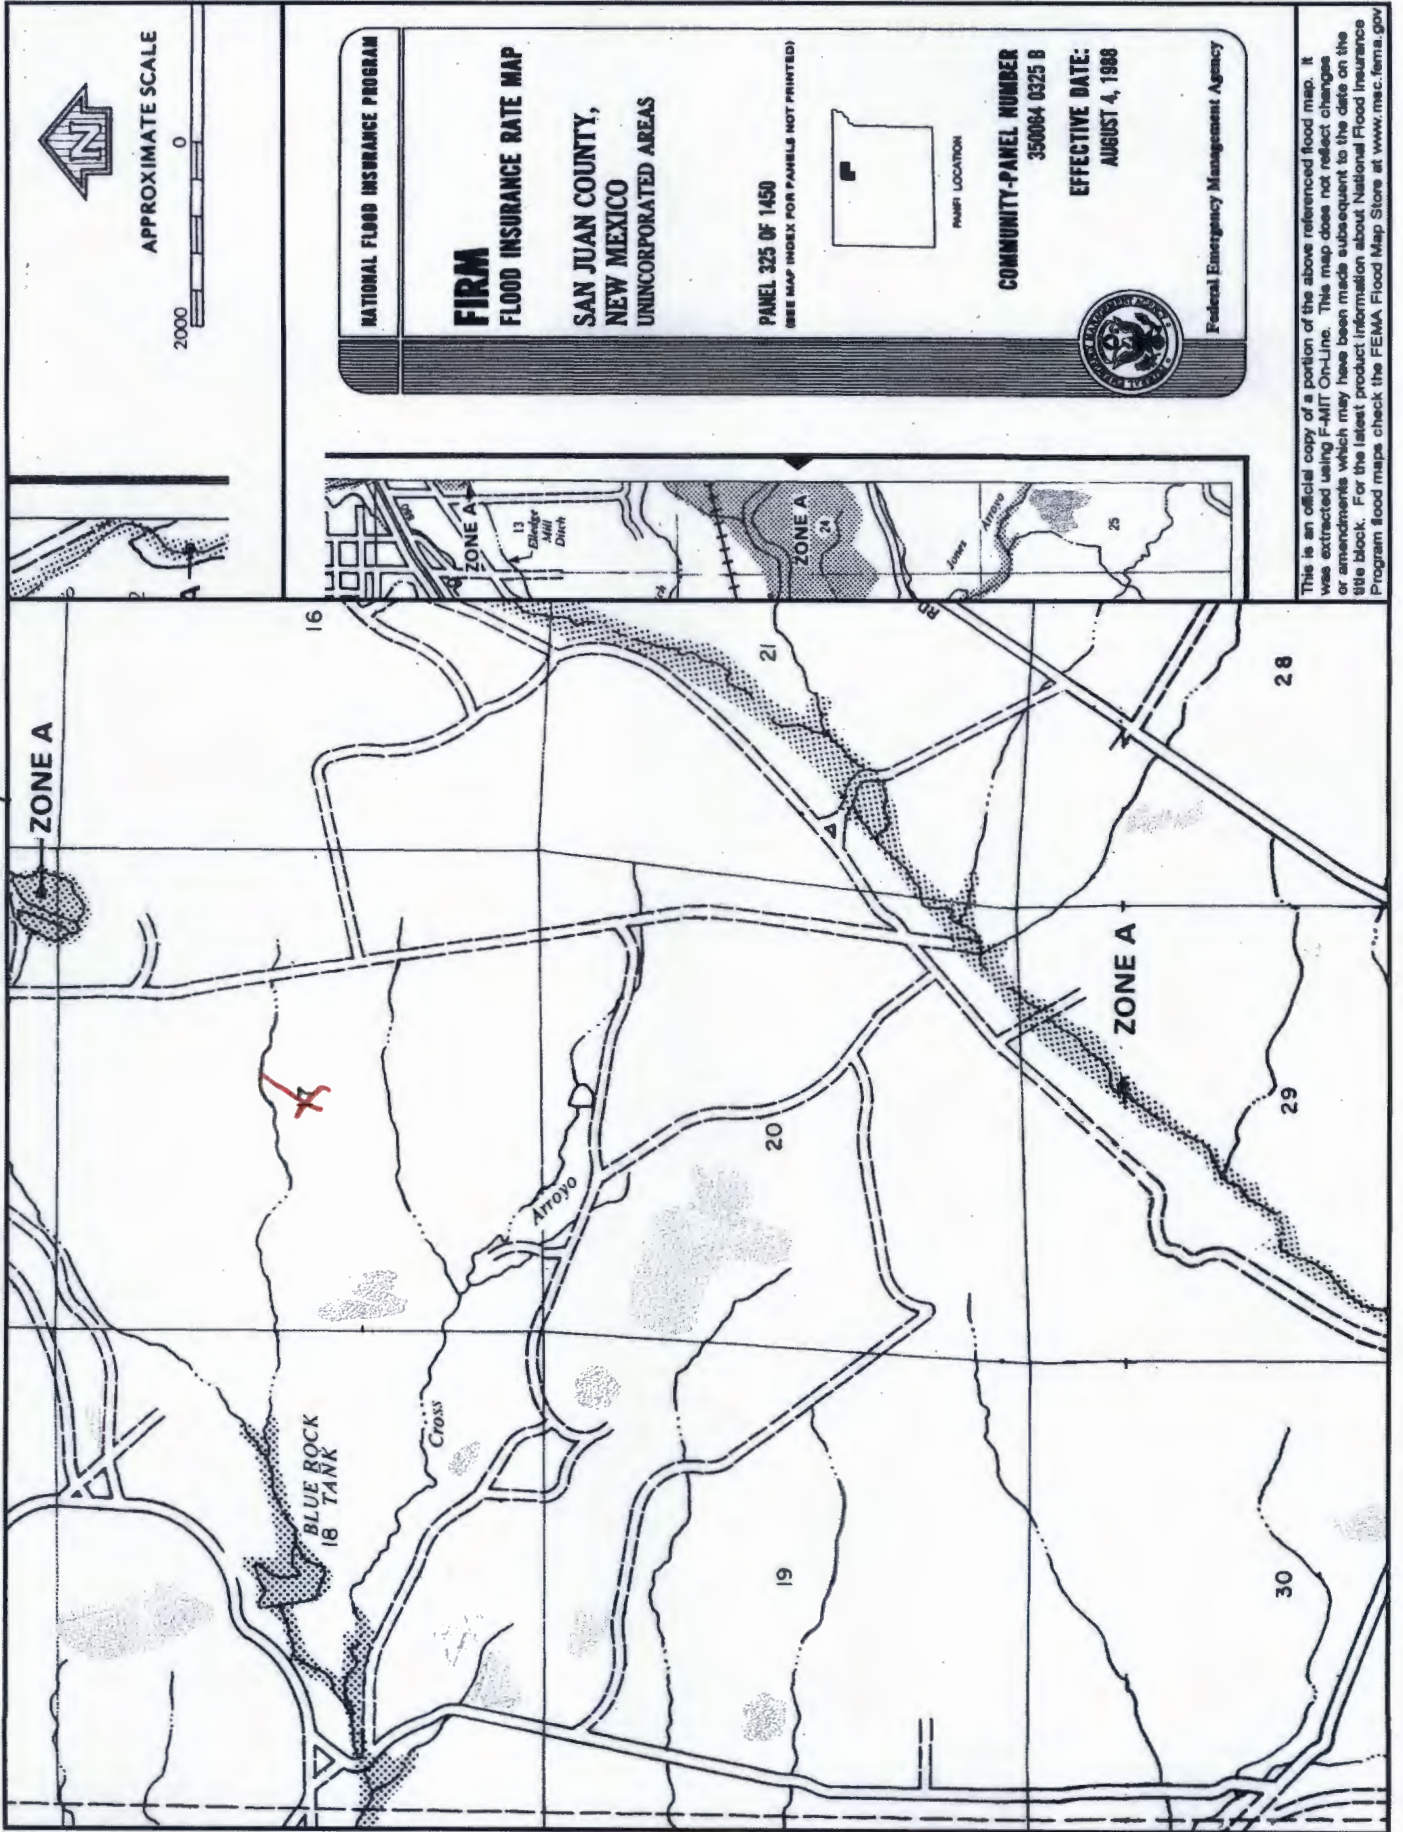 APPROXIMATE SCALE
2000 0
N
NATIONAL FLOOD INSURANCE PROGRAM
FIRM
FLOOD INSURANCE RATE MAP
SAN JUAN COUNTY,
NEW MEXICO
UNINCORPORATED AREAS
PANEL 325 OF 1450
(SEE MAP INDEX FOR PANELS NOT PRINTED)
PANEL LOCATION
COMMUNITY-PANEL NUMBER
350064 0325 B
EFFECTIVE DATE:
AUGUST 4, 1988
Federal Emergency Management Agency
This is an official copy of a portion of the above referenced flood map. It
was extracted using F-MIT On-Line. This map does not reflect changes
or amendments which may have been made subsequent to the date on the
title block. For the latest product information about National Flood Insurance
Program flood maps check the FEMA Flood Map Store at www.msc.fema.gov
ZONE A
13
Elledge
Mill
Ditch
ZONE A
24
Jones Arroyo
25
A
ZONE A
16
21
RD
28
17
20
ZONE A
29
Arroyo
Cross
BLUE ROCK
18 TANK
19
30